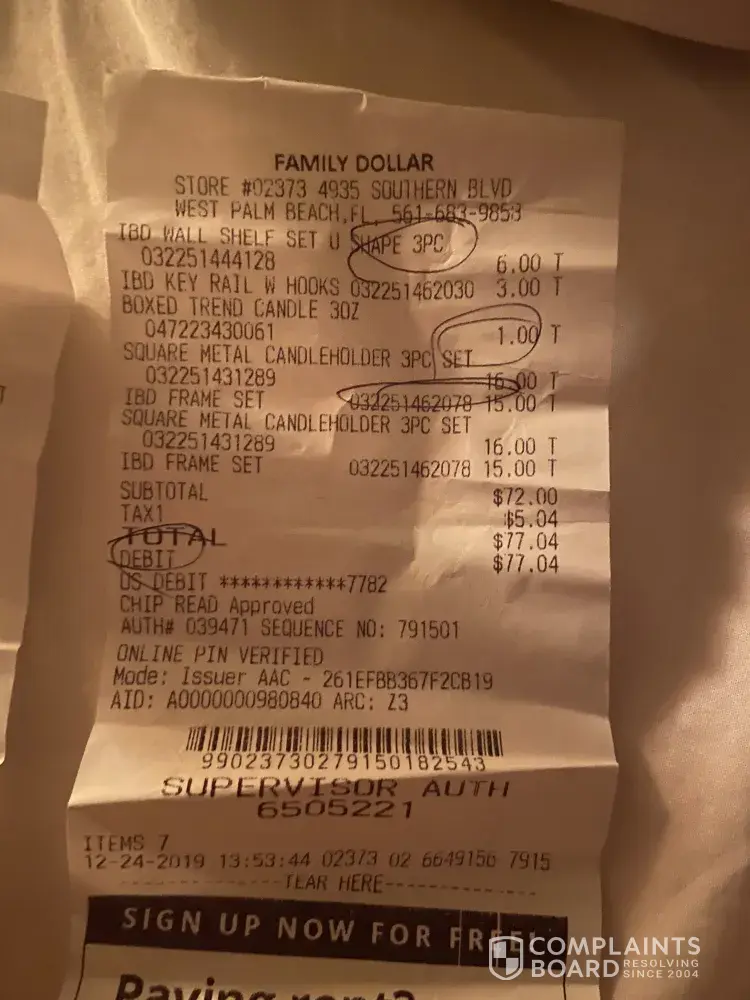 FAMILY DOLLAR
STORE #02373 4935 SOUTHERN BLVD
WEST PALM BEACH,FL, 561-683-9853
IBD WALL SHELF SET U SHAPE 3PC
032251444128 6.00 T
IBD KEY RAIL W HOOKS 032251462030 3.00 T
BOXED TREND CANDLE 3OZ
047223430061 1.00 T
SQUARE METAL CANDLEHOLDER 3PC SET
032251431289 16.00 T
IBD FRAME SET 032251462078 15.00 T
SQUARE METAL CANDLEHOLDER 3PC SET
032251431289 16.00 T
IBD FRAME SET 032251462078 15.00 T
SUBTOTAL $72.00
TAX1 $5.04
TOTAL $77.04
DEBIT $77.04
US DEBIT ************7782
CHIP READ Approved
AUTH# 039471 SEQUENCE NO: 791501
ONLINE PIN VERIFIED
Mode: Issuer AAC - 261EFBB367F2CB19
AID: A0000000980840 ARC: Z3
99023730279150182543
SUPERVISOR AUTH
6505221
ITEMS 7
12-24-2019 13:53:44 02373 02 6649156 7915
TEAR HERE
SIGN UP NOW FOR FREE!
Paying rent?
COMPLAINTS
BOARD RESOLVING SINCE 2004